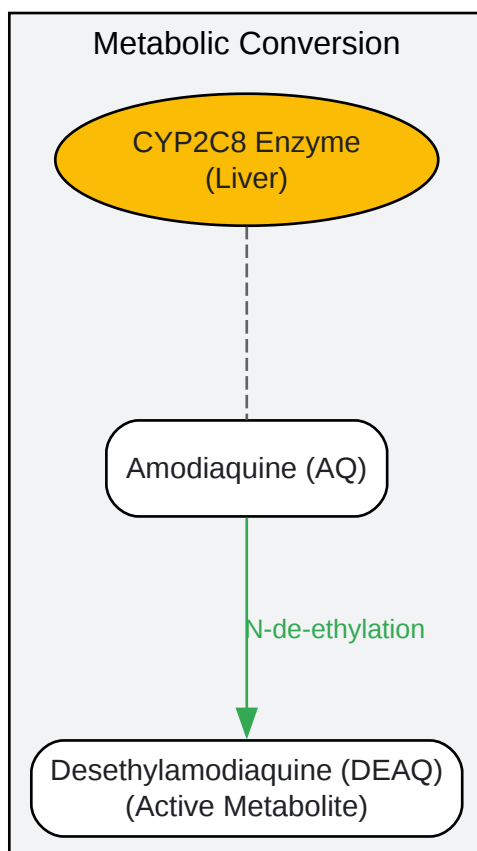 Metabolic Conversion
CYP2C8 Enzyme
(Liver)
Amodiaquine (AQ)
N-de-ethylation
Desethylamodiaquine (DEAQ)
(Active Metabolite)